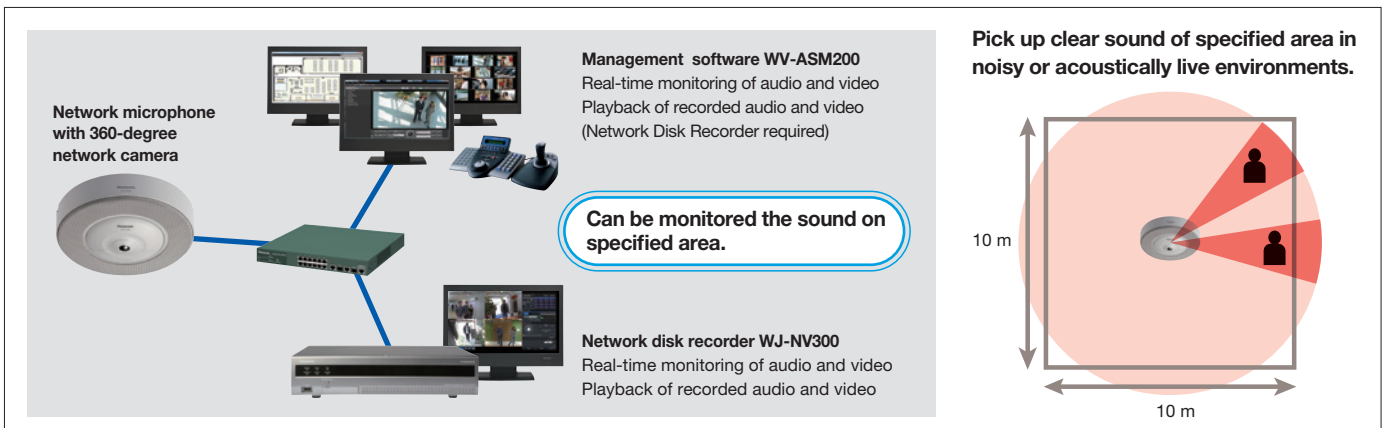 Network microphone
with 360-degree
network camera
Management software WV-ASM200
Real-time monitoring of audio and video
Playback of recorded audio and video
(Network Disk Recorder required)
Can be monitored the sound on
specified area.
Network disk recorder WJ-NV300
Real-time monitoring of audio and video
Playback of recorded audio and video
Pick up clear sound of specified area in
noisy or acoustically live environments.
10 m
10 m